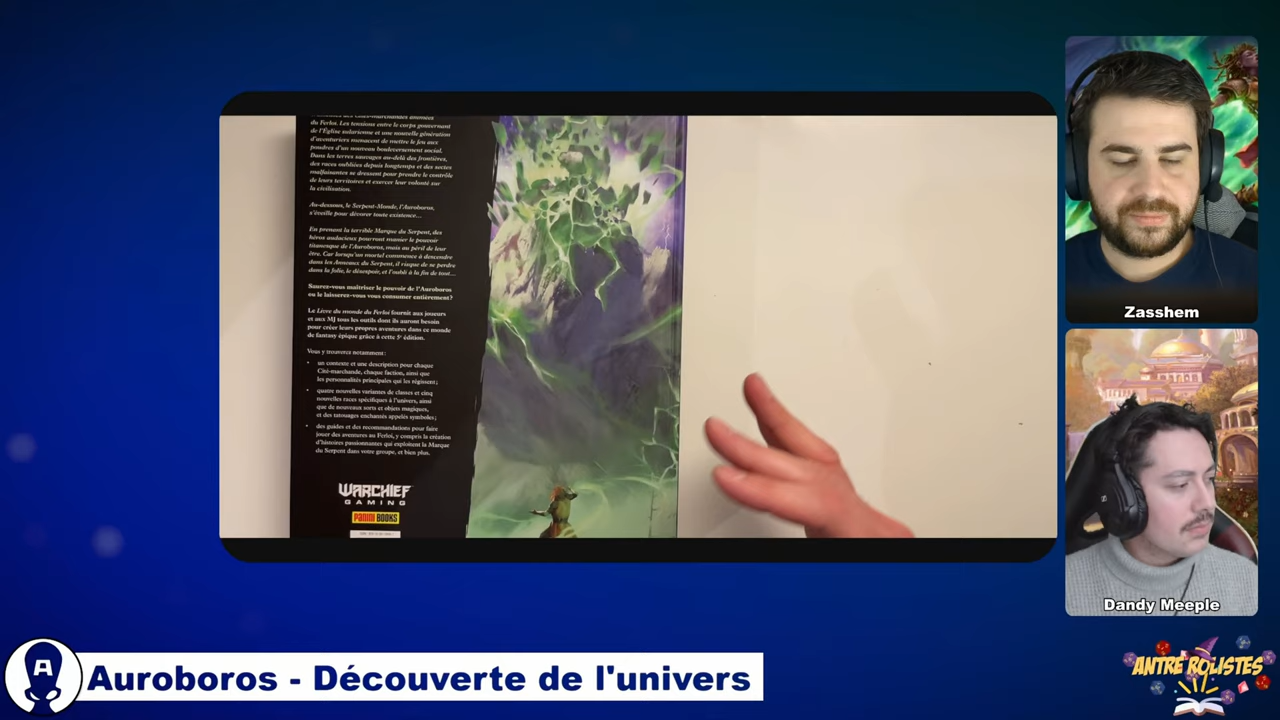 du Ferloi. Les tensions entre le corps gouvernant
de l'Église sularienne et une nouvelle génération
d'aventuriers menacent de mettre le feu aux
poudres d'un nouveau bouleversement social.
Dans les terres sauvages au-delà des frontières,
des races oubliées depuis longtemps et des sectes
malfaisantes se dressent pour prendre le contrôle
de leurs territoires et exercer leur volonté sur
la civilisation.
Au-dessous, le Serpent-Monde, l'Auroboros,
s'éveille pour dévorer toute existence...
En prenant la terrible Marque du Serpent, des
héros audacieux pourront manier le pouvoir
titanesque de l'Auroboros, mais au péril de leur
être. Car lorsqu'un mortel commence à descendre
dans les Anneaux du Serpent, il risque de se perdre
dans la folie, le désespoir, et l'oubli à la fin de tout...
Saurez-vous maîtriser le pouvoir de l'Auroboros
ou le laisserez-vous vous consumer entièrement?
Le Livre du monde du Ferloi fournit aux joueurs
et aux MJ tous les outils dont ils auront besoin
pour créer leurs propres aventures dans ce monde
de fantasy épique grâce à cette 5e édition.
Vous y trouverez notamment :
• un contexte et une description pour chaque
Cité-marchande, chaque faction, ainsi que
les personnalités principales qui les régissent ;
• quatre nouvelles variantes de classes et cinq
nouvelles races spécifiques à l'univers, ainsi
que de nouveaux sorts et objets magiques,
et des tatouages enchantés appelés symboles ;
• des guides et des recommandations pour faire
jouer des aventures au Ferloi, y compris la création
d'histoires passionnantes qui exploitent la Marque
du Serpent dans votre groupe, et bien plus.
WARCHIEF
GAMING
PANINI BOOKS
Zasshem
Dandy Meeple
A
Auroboros - Découverte de l'univers
ANTRE RÔLISTES